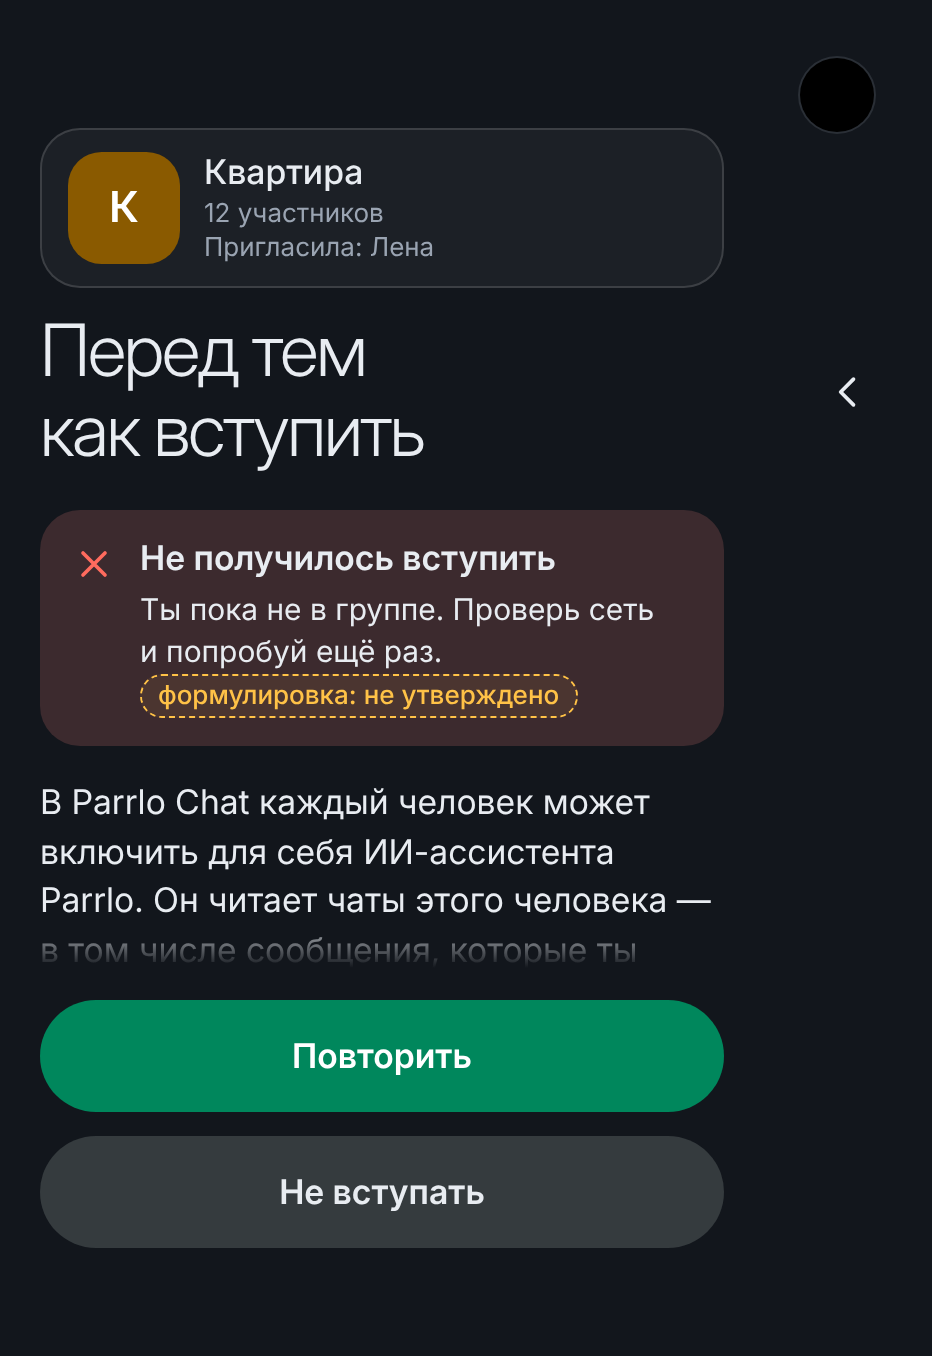 К
Квартира
12 участников
Пригласила: Лена
Перед тем
как вступить
Не получилось вступить
Ты пока не в группе. Проверь сеть
и попробуй ещё раз.
формулировка: не утверждено
В Parrlo Chat каждый человек может
включить для себя ИИ-ассистента
Parrlo. Он читает чаты этого человека —
в том числе сообщения, которые ты
Повторить
Не вступать